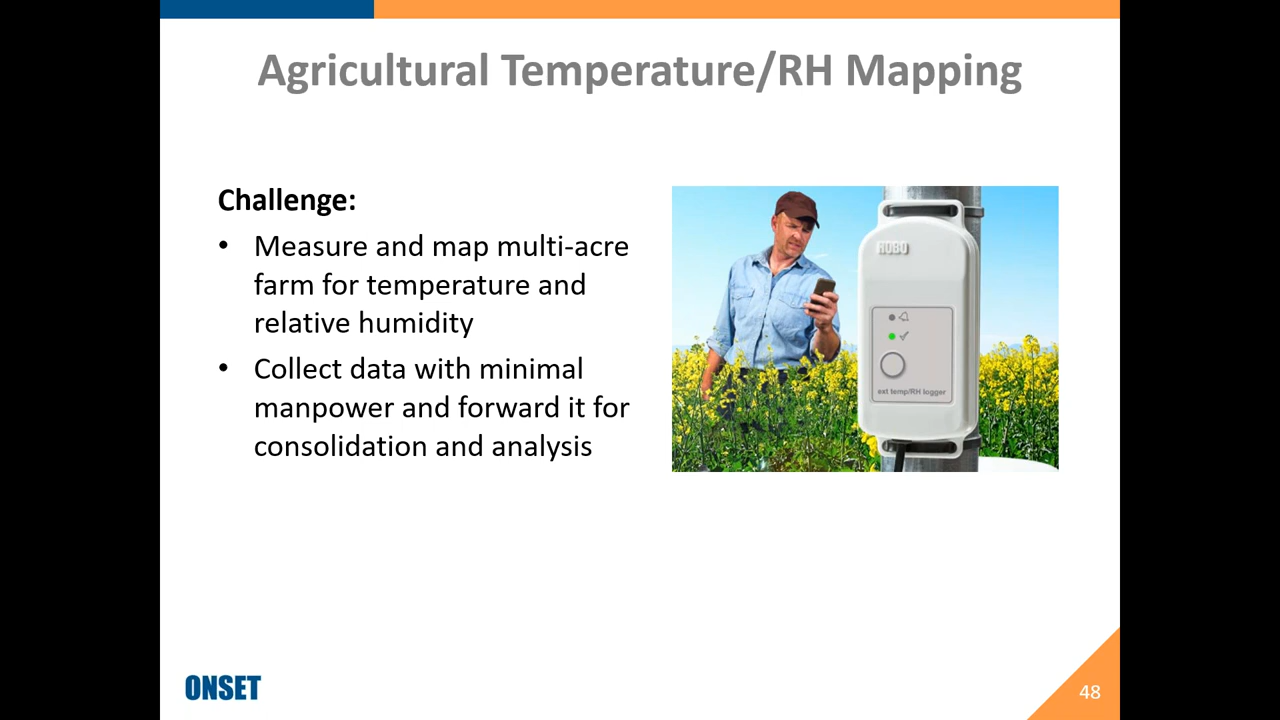 Agricultural Temperature/RH Mapping
Challenge:
• Measure and map multi-acre
farm for temperature and
relative humidity
• Collect data with minimal
manpower and forward it for
consolidation and analysis
HOBO
ext temp/RH logger
ONSET
48